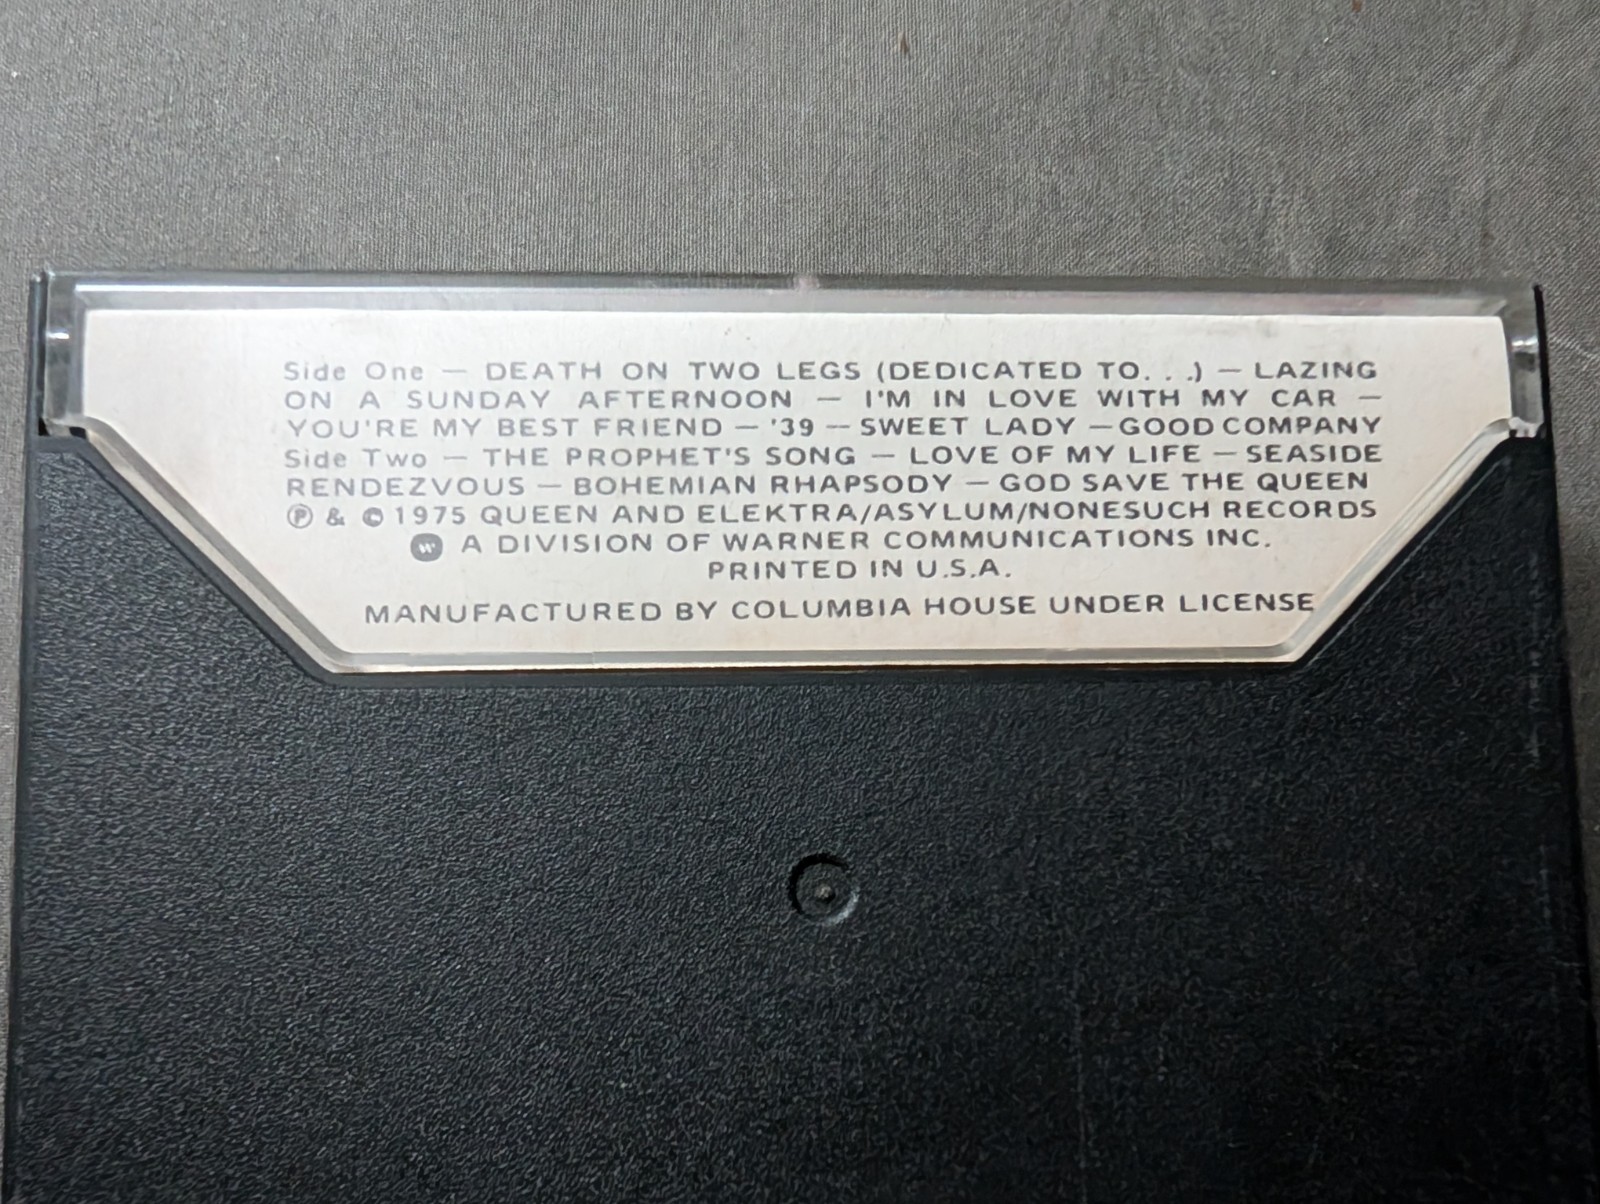 Side One — DEATH ON TWO LEGS (DEDICATED TO. . .) — LAZING
ON A SUNDAY AFTERNOON — I'M IN LOVE WITH MY CAR —
YOU'RE MY BEST FRIEND — '39 — SWEET LADY — GOOD COMPANY
Side Two — THE PROPHET'S SONG — LOVE OF MY LIFE — SEASIDE
RENDEZVOUS — BOHEMIAN RHAPSODY — GOD SAVE THE QUEEN
Ⓟ & © 1975 QUEEN AND ELEKTRA/ASYLUM/NONESUCH RECORDS
A DIVISION OF WARNER COMMUNICATIONS INC.
PRINTED IN U.S.A.
MANUFACTURED BY COLUMBIA HOUSE UNDER LICENSE